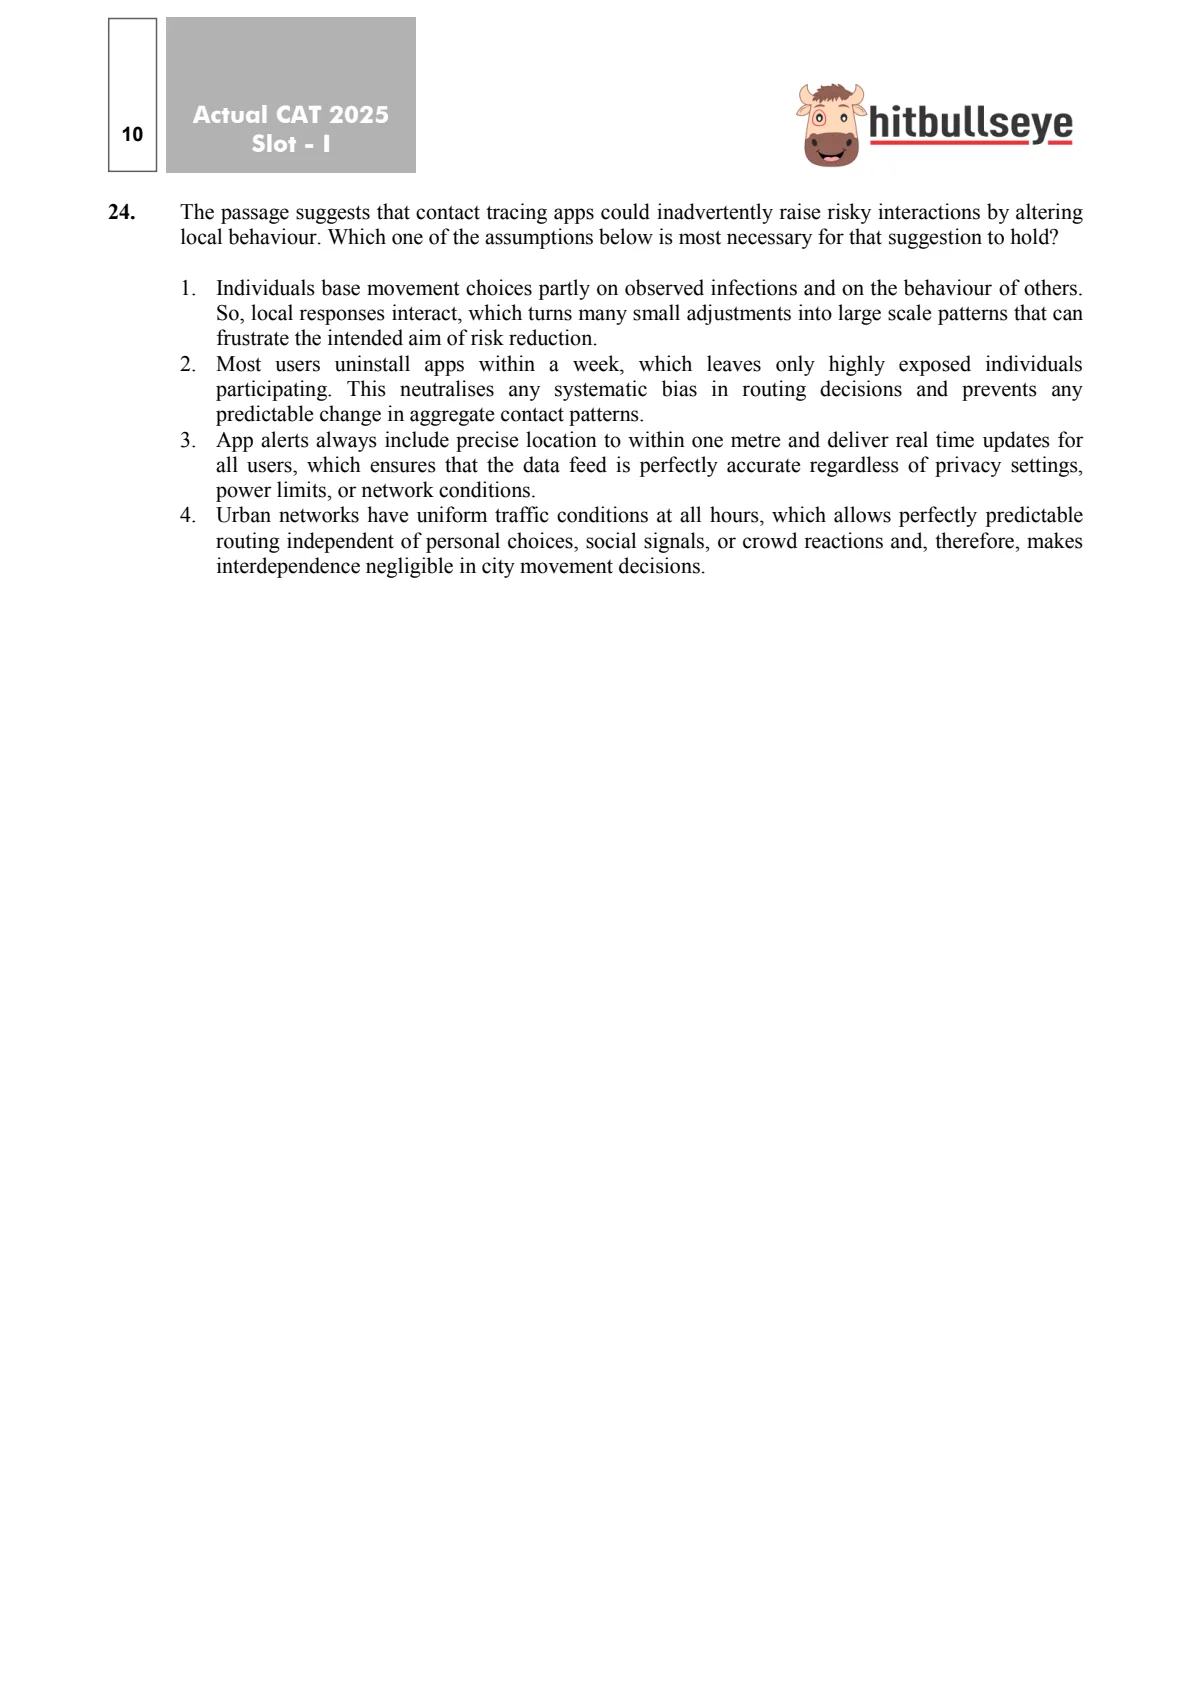 10
Actual CAT 2025
Slot - I
hitbullseye
24. The passage suggests that contact tracing apps could inadvertently raise risky interactions by altering
local behaviour. Which one of the assumptions below is most necessary for that suggestion to hold?
1. Individuals base movement choices partly on observed infections and on the behaviour of others.
So, local responses interact, which turns many small adjustments into large scale patterns that can
frustrate the intended aim of risk reduction.
2. Most users uninstall apps within a week, which leaves only highly exposed individuals
participating. This neutralises any systematic bias in routing decisions and prevents any
predictable change in aggregate contact patterns.
3. App alerts always include precise location to within one metre and deliver real time updates for
all users, which ensures that the data feed is perfectly accurate regardless of privacy settings,
power limits, or network conditions.
4. Urban networks have uniform traffic conditions at all hours, which allows perfectly predictable
routing independent of personal choices, social signals, or crowd reactions and, therefore, makes
interdependence negligible in city movement decisions.